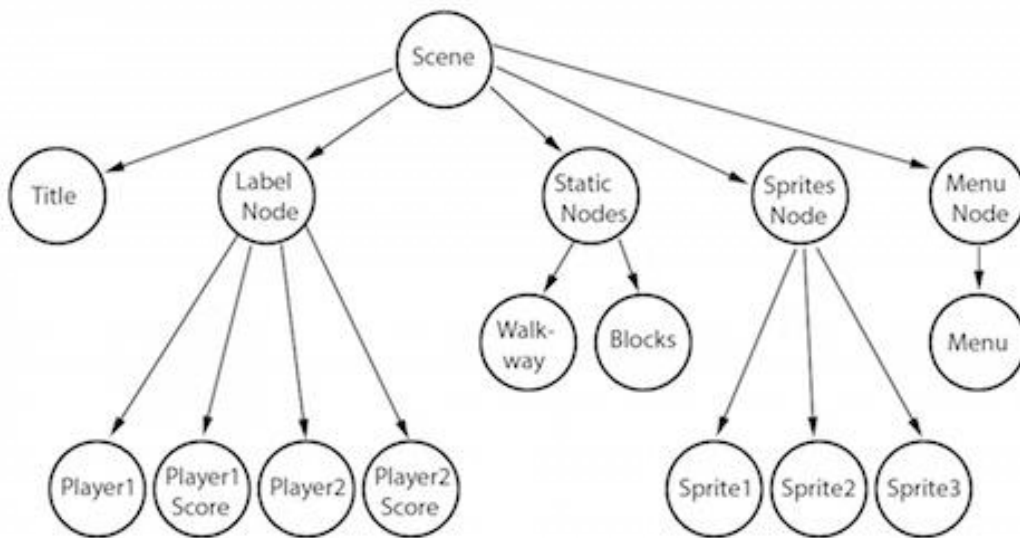 Scene
Title
Label
Node
Static
Nodes
Sprites
Node
Menu
Node
Walk-
way
Blocks
Menu
Player1
Player1
Score
Player2
Player2
Score
Sprite1
Sprite2
Sprite3